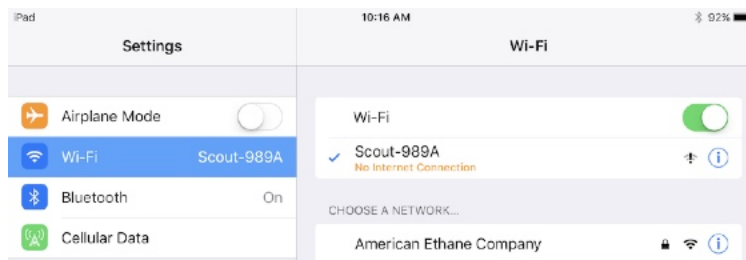 iPad 10:16 AM 92%
Settings
Wi-Fi
Airplane Mode
Wi-Fi Scout-989A
Bluetooth On
Cellular Data
Wi-Fi
Scout-989A
No Internet Connection
CHOOSE A NETWORK...
American Ethane Company